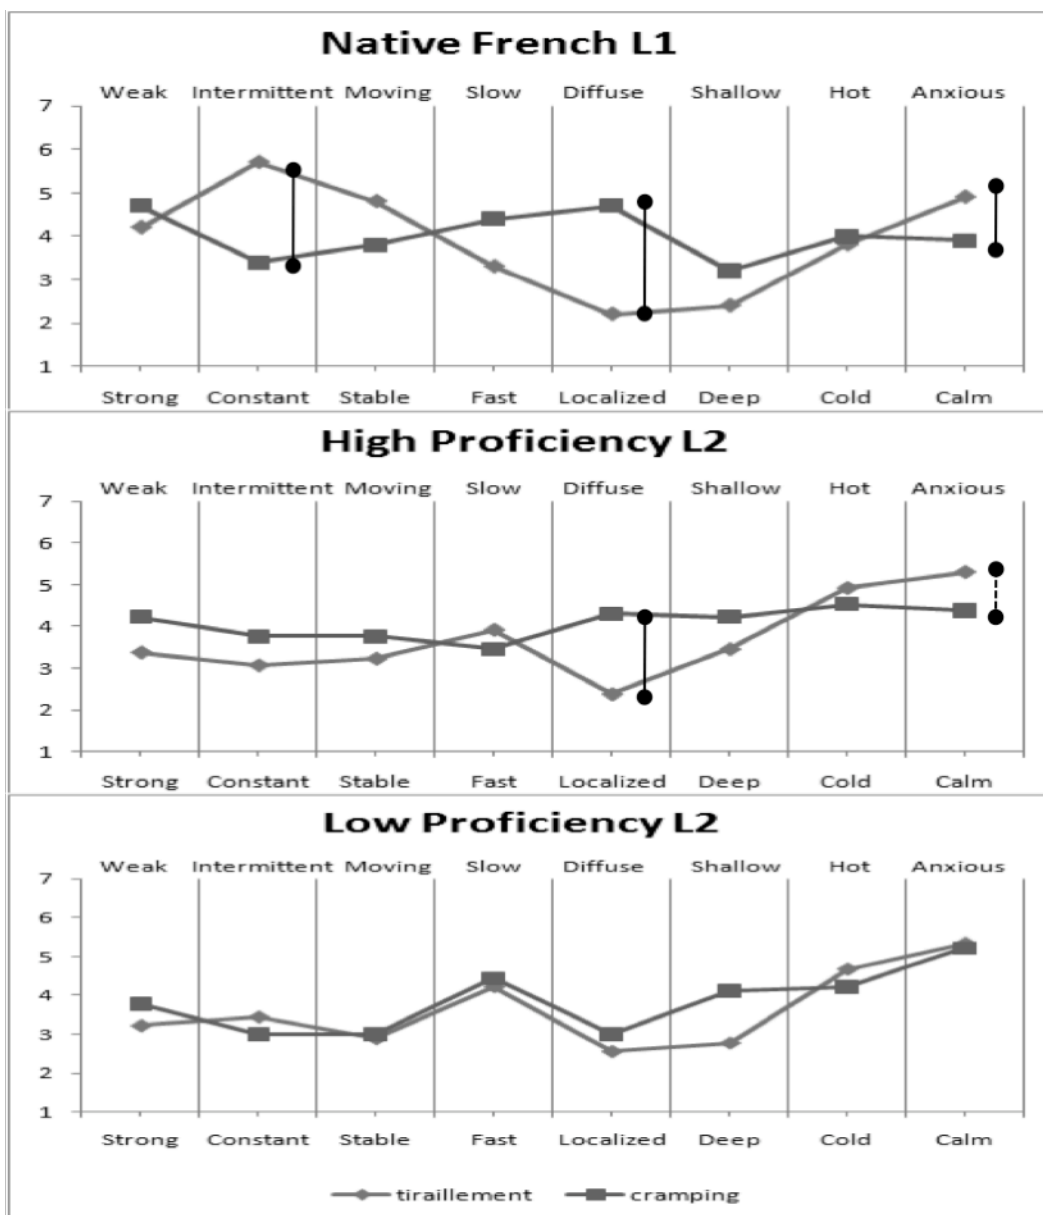 Native French L1
Weak Intermittent Moving Slow Diffuse Shallow Hot Anxious
7
6
5
4
3
2
1
Strong Constant Stable Fast Localized Deep Cold Calm
High Proficiency L2
Weak Intermittent Moving Slow Diffuse Shallow Hot Anxious
7
6
5
4
3
2
1
Strong Constant Stable Fast Localized Deep Cold Calm
Low Proficiency L2
Weak Intermittent Moving Slow Diffuse Shallow Hot Anxious
7
6
5
4
3
2
1
Strong Constant Stable Fast Localized Deep Cold Calm
tiraillement cramping